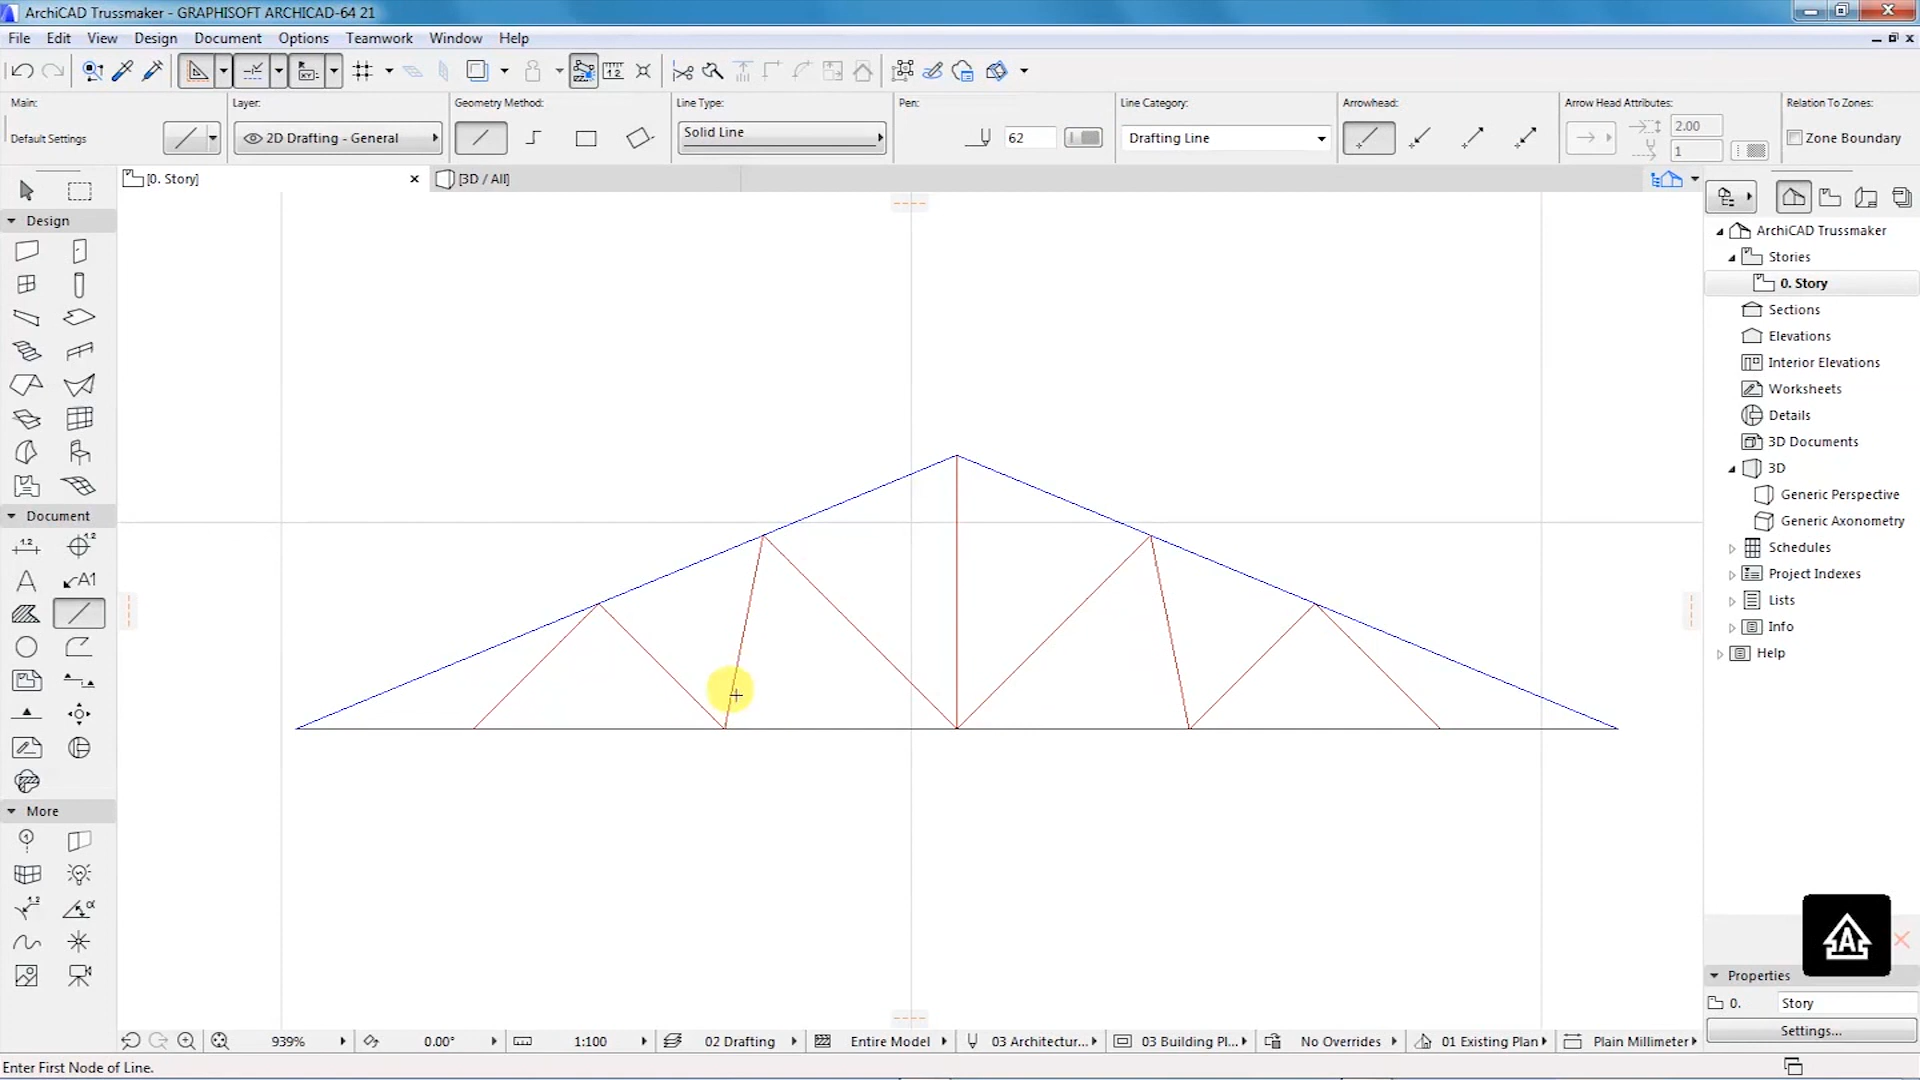 ArchiCAD Trussmaker - GRAPHISOFT ARCHICAD-64 21
File Edit View Design Document Options Teamwork Window Help
Main: Layer: Geometry Method: Line Type: Pen: Line Category: Arrowhead: Arrow Head Attributes: Relation To Zones:
Default Settings 2D Drafting - General Solid Line 62 Drafting Line 2.00 1 Zone Boundary
[0. Story] [3D / All]
Design
Document
More
ArchiCAD Trussmaker
Stories
0. Story
Sections
Elevations
Interior Elevations
Worksheets
Details
3D Documents
3D
Generic Perspective
Generic Axonometry
Schedules
Project Indexes
Lists
Info
Help
Properties
0. Story
Settings...
939% 0.00° 1:100 02 Drafting Entire Model 03 Architectur... 03 Building Pl... No Overrides 01 Existing Plan Plain Millimeter
Enter First Node of Line.